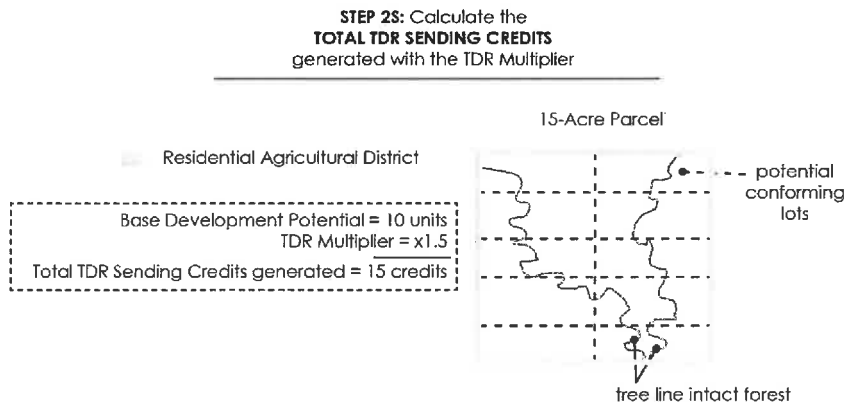 STEP 2S: Calculate the
TOTAL TDR SENDING CREDITS
generated with the TDR Multiplier
15-Acre Parcel
Residential Agricultural District
potential
conforming
lots
Base Development Potential = 10 units
TDR Multiplier = x1.5
Total TDR Sending Credits generated = 15 credits
tree line intact forest